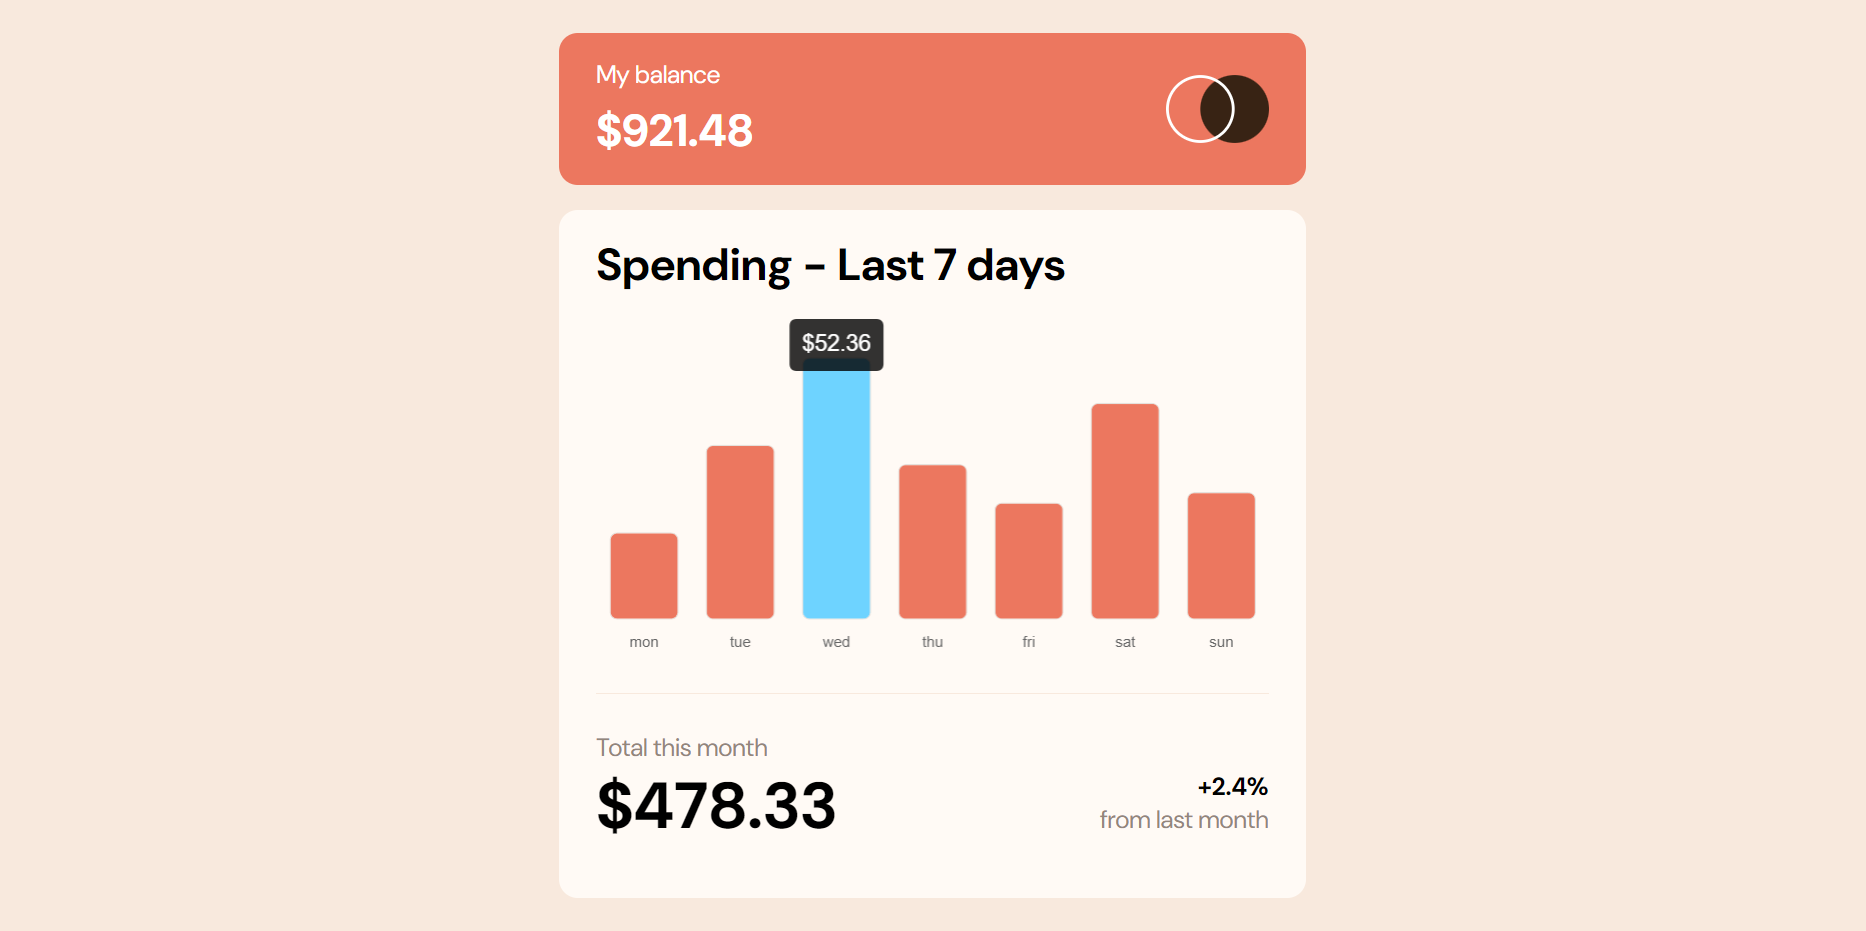 My balance
$921.48
Spending - Last 7 days
$52.36
mon tue wed thu fri sat sun
Total this month
$478.33
+2.4%
from last month